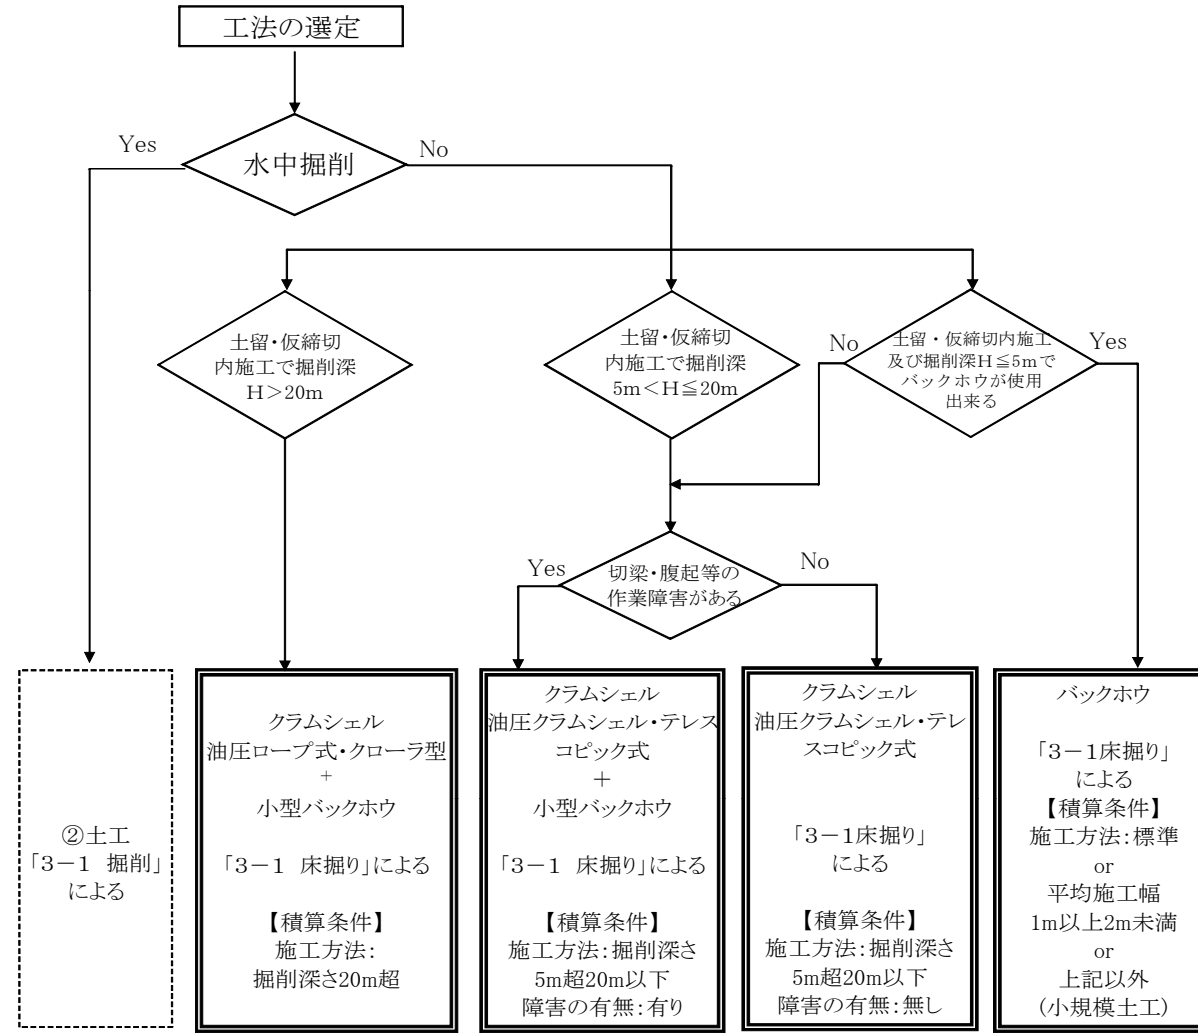 工法の選定
Yes
水中掘削
No
土留・仮締切
内施工で掘削深
H>20m
土留・仮締切
内施工で掘削深
5m<H≦20m
No
土留・仮締切内施工
及び掘削深H≦5mで
バックホウが使用
出来る
Yes
Yes
切梁・腹起等の
作業障害がある
No
②土工
「3-1 掘削」
による
クラムシェル
油圧ロープ式・クローラ型
+
小型バックホウ
「3-1 床掘り」による
【積算条件】
施工方法:
掘削深さ20m超
クラムシェル
油圧クラムシェル・テレス
コピック式
+
小型バックホウ
「3-1 床掘り」による
【積算条件】
施工方法:掘削深さ
5m超20m以下
障害の有無:有り
クラムシェル
油圧クラムシェル・テレ
スコピック式
「3-1床掘り」
による
【積算条件】
施工方法:掘削深さ
5m超20m以下
障害の有無:無し
バックホウ
「3-1床掘り」
による
【積算条件】
施工方法:標準
or
平均施工幅
1m以上2m未満
or
上記以外
(小規模土工)